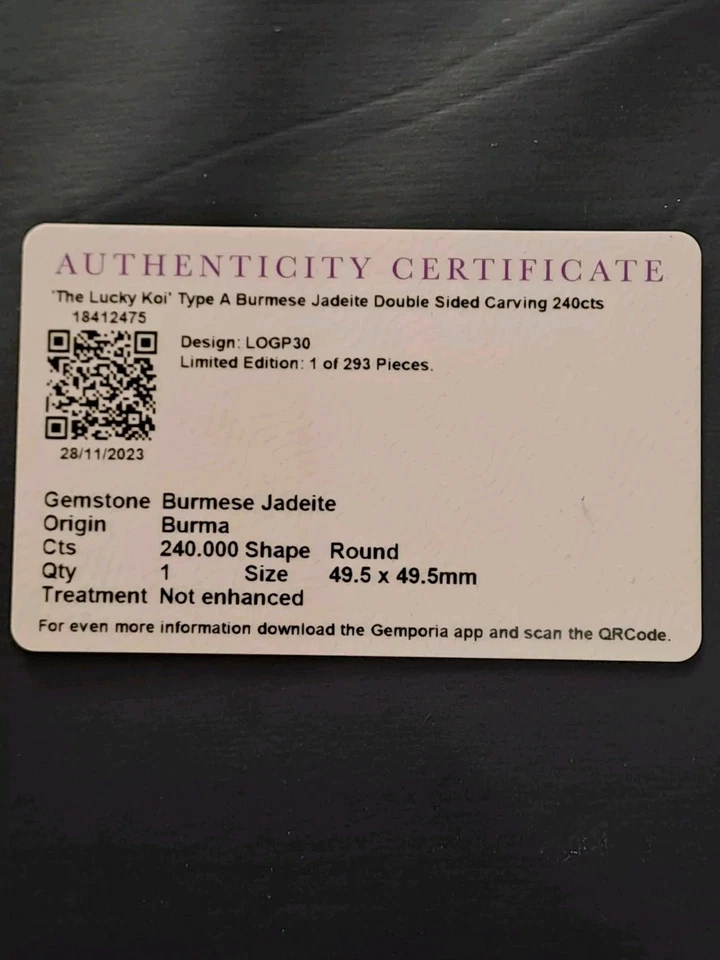 AUTHENTICITY CERTIFICATE
'The Lucky Koi' Type A Burmese Jadeite Double Sided Carving 240cts
18412475
Design: LOGP30
Limited Edition: 1 of 293 Pieces.
28/11/2023
Gemstone Burmese Jadeite
Origin Burma
Cts 240.000 Shape Round
Qty 1 Size 49.5 x 49.5mm
Treatment Not enhanced
For even more information download the Gemporia app and scan the QRCode.